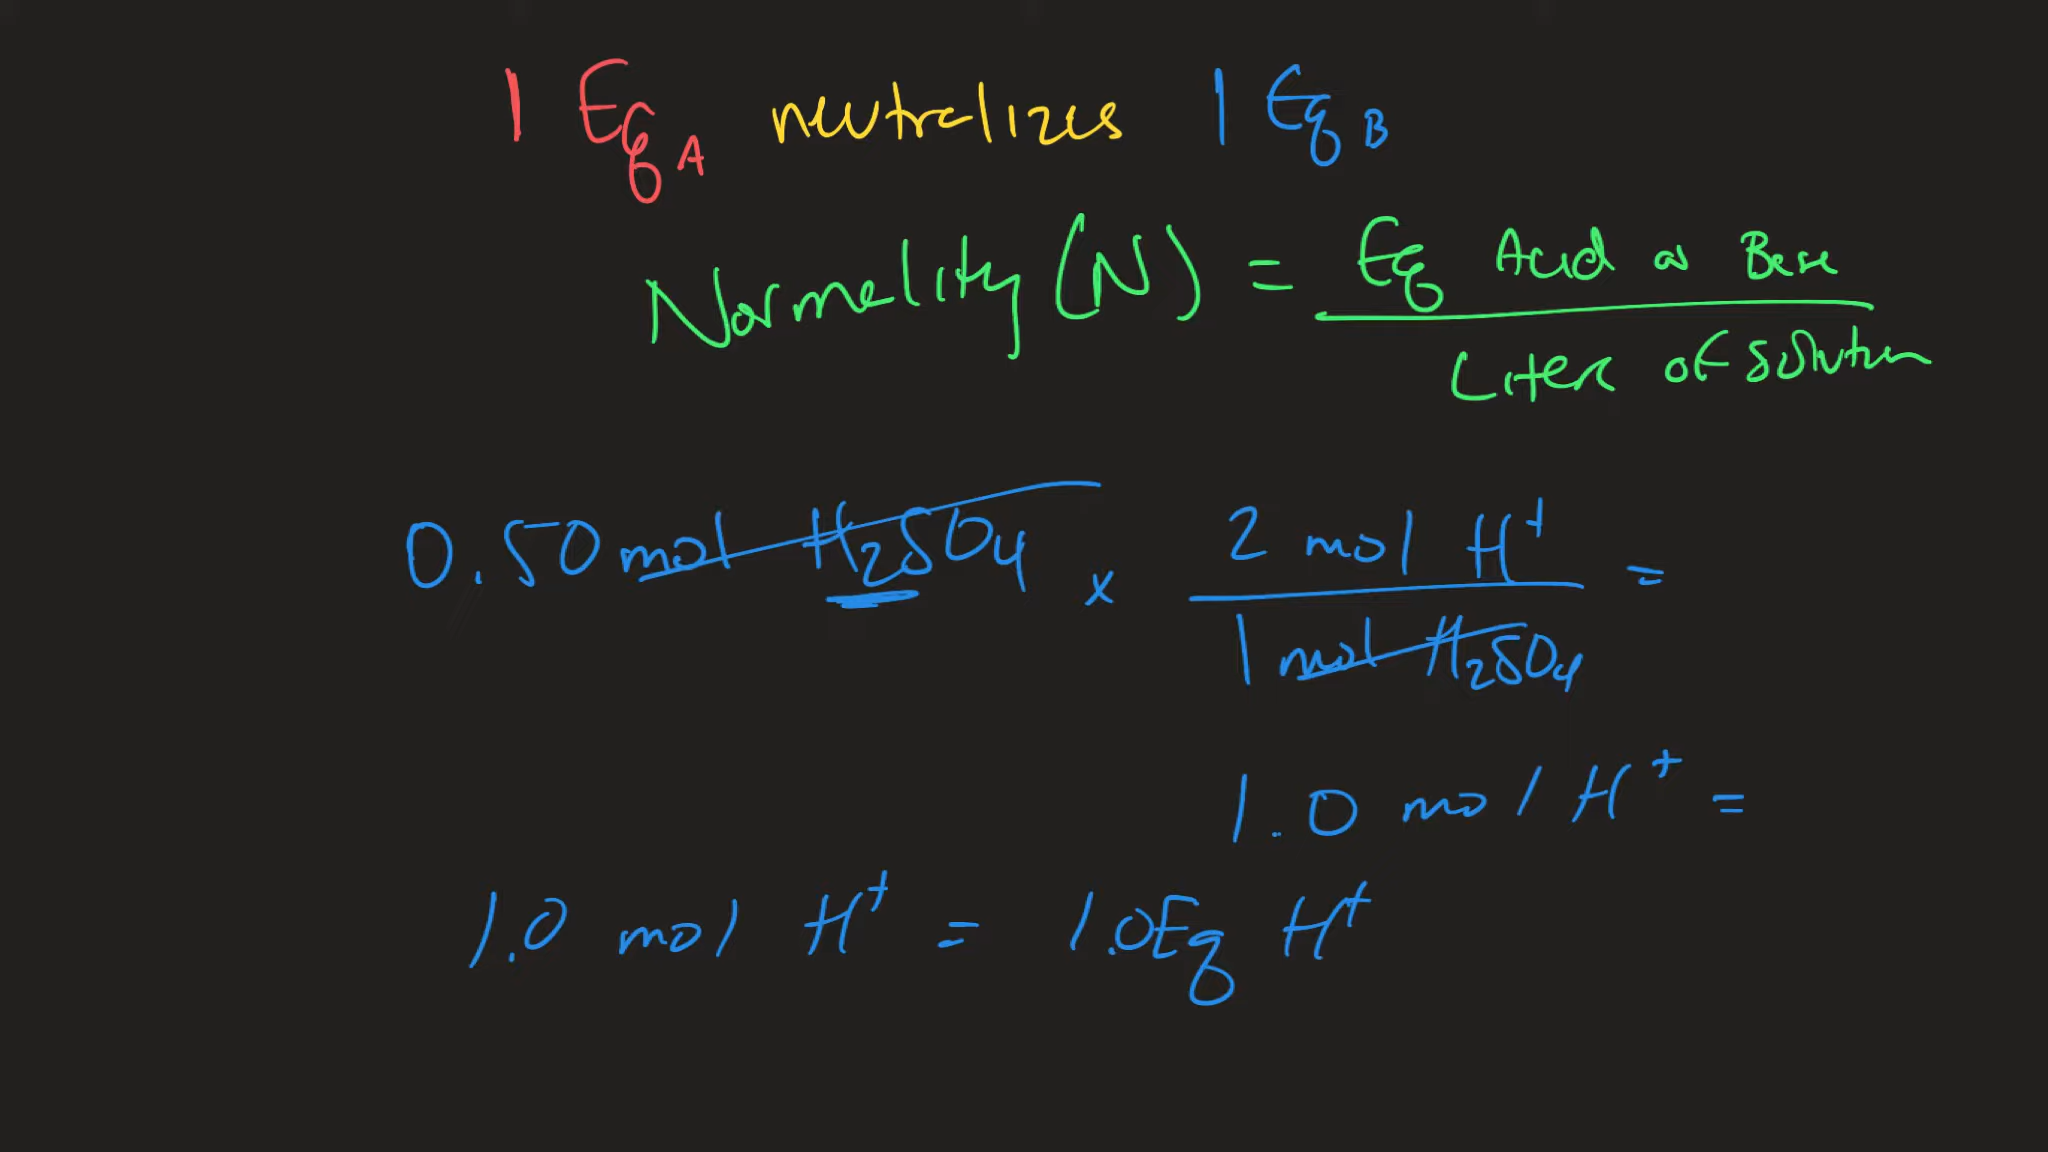 1 Eq A neutralizes 1 Eq B
Normality (N) = Eq Acid or Base
Liters of solution
0.50 mol H₂SO₄ x 2 mol H⁺ =
1 mol H₂SO₄
1.0 mol H⁺ =
1.0 mol H⁺ = 1.0 Eq H⁺